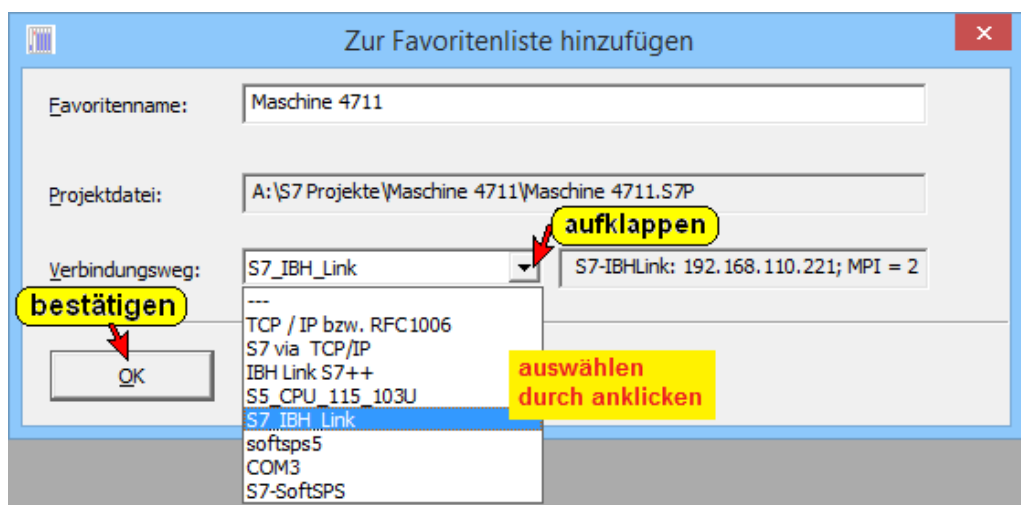 Zur Favoritenliste hinzufügen
Favoritenname:
Maschine 4711
Projektdatei:
A:\S7 Projekte\Maschine 4711\Maschine 4711.S7P
aufklappen
Verbindungsweg:
S7_IBH_Link
S7-IBHLink: 192.168.110.221; MPI = 2
bestätigen
---
TCP / IP bzw. RFC1006
S7 via TCP/IP
IBH Link S7++
S5_CPU_115_103U
S7_IBH_Link
softsps5
COM3
S7-SoftSPS
OK
auswählen
durch anklicken